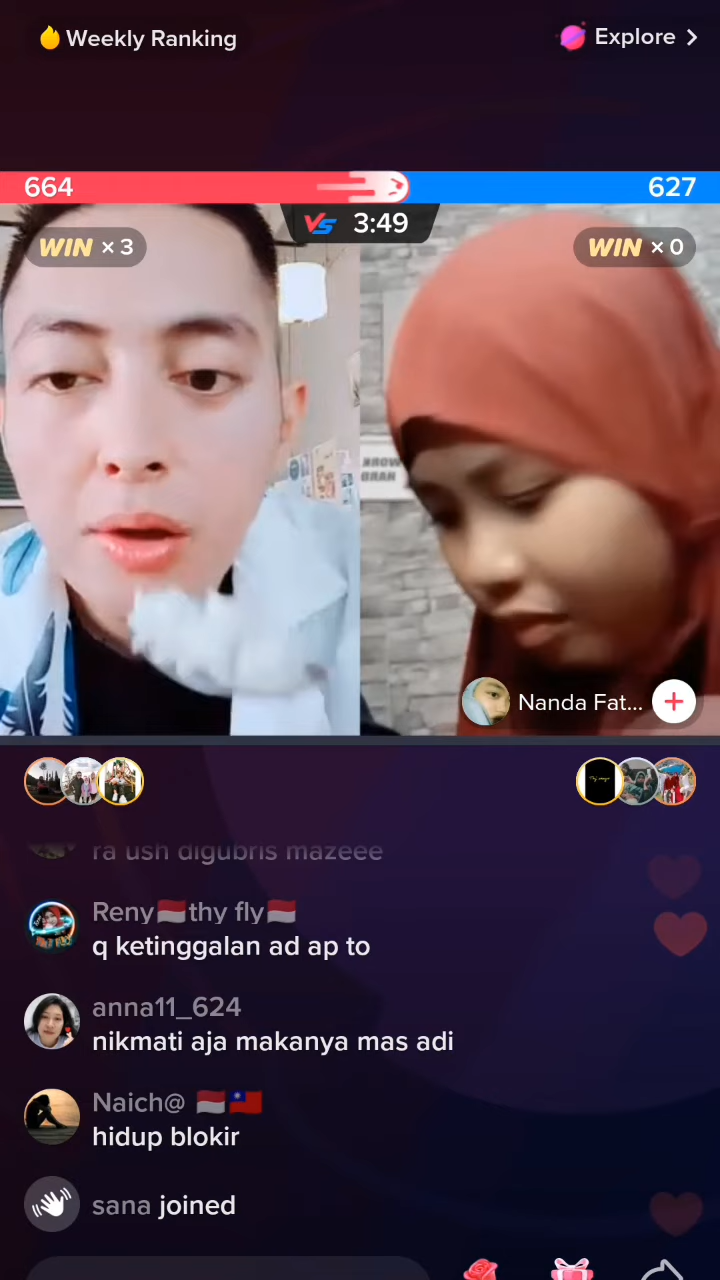 Weekly Ranking
Explore
664
627
VS 3:49
WIN × 3
WIN × 0
Nanda Fat...
ra ush digubris mazeee
Reny🇮🇩thy fly🇮🇩
q ketinggalan ad ap to
anna11_624
nikmati aja makanya mas adi
Naich@ 🇮🇩🇹🇼
hidup blokir
sana joined